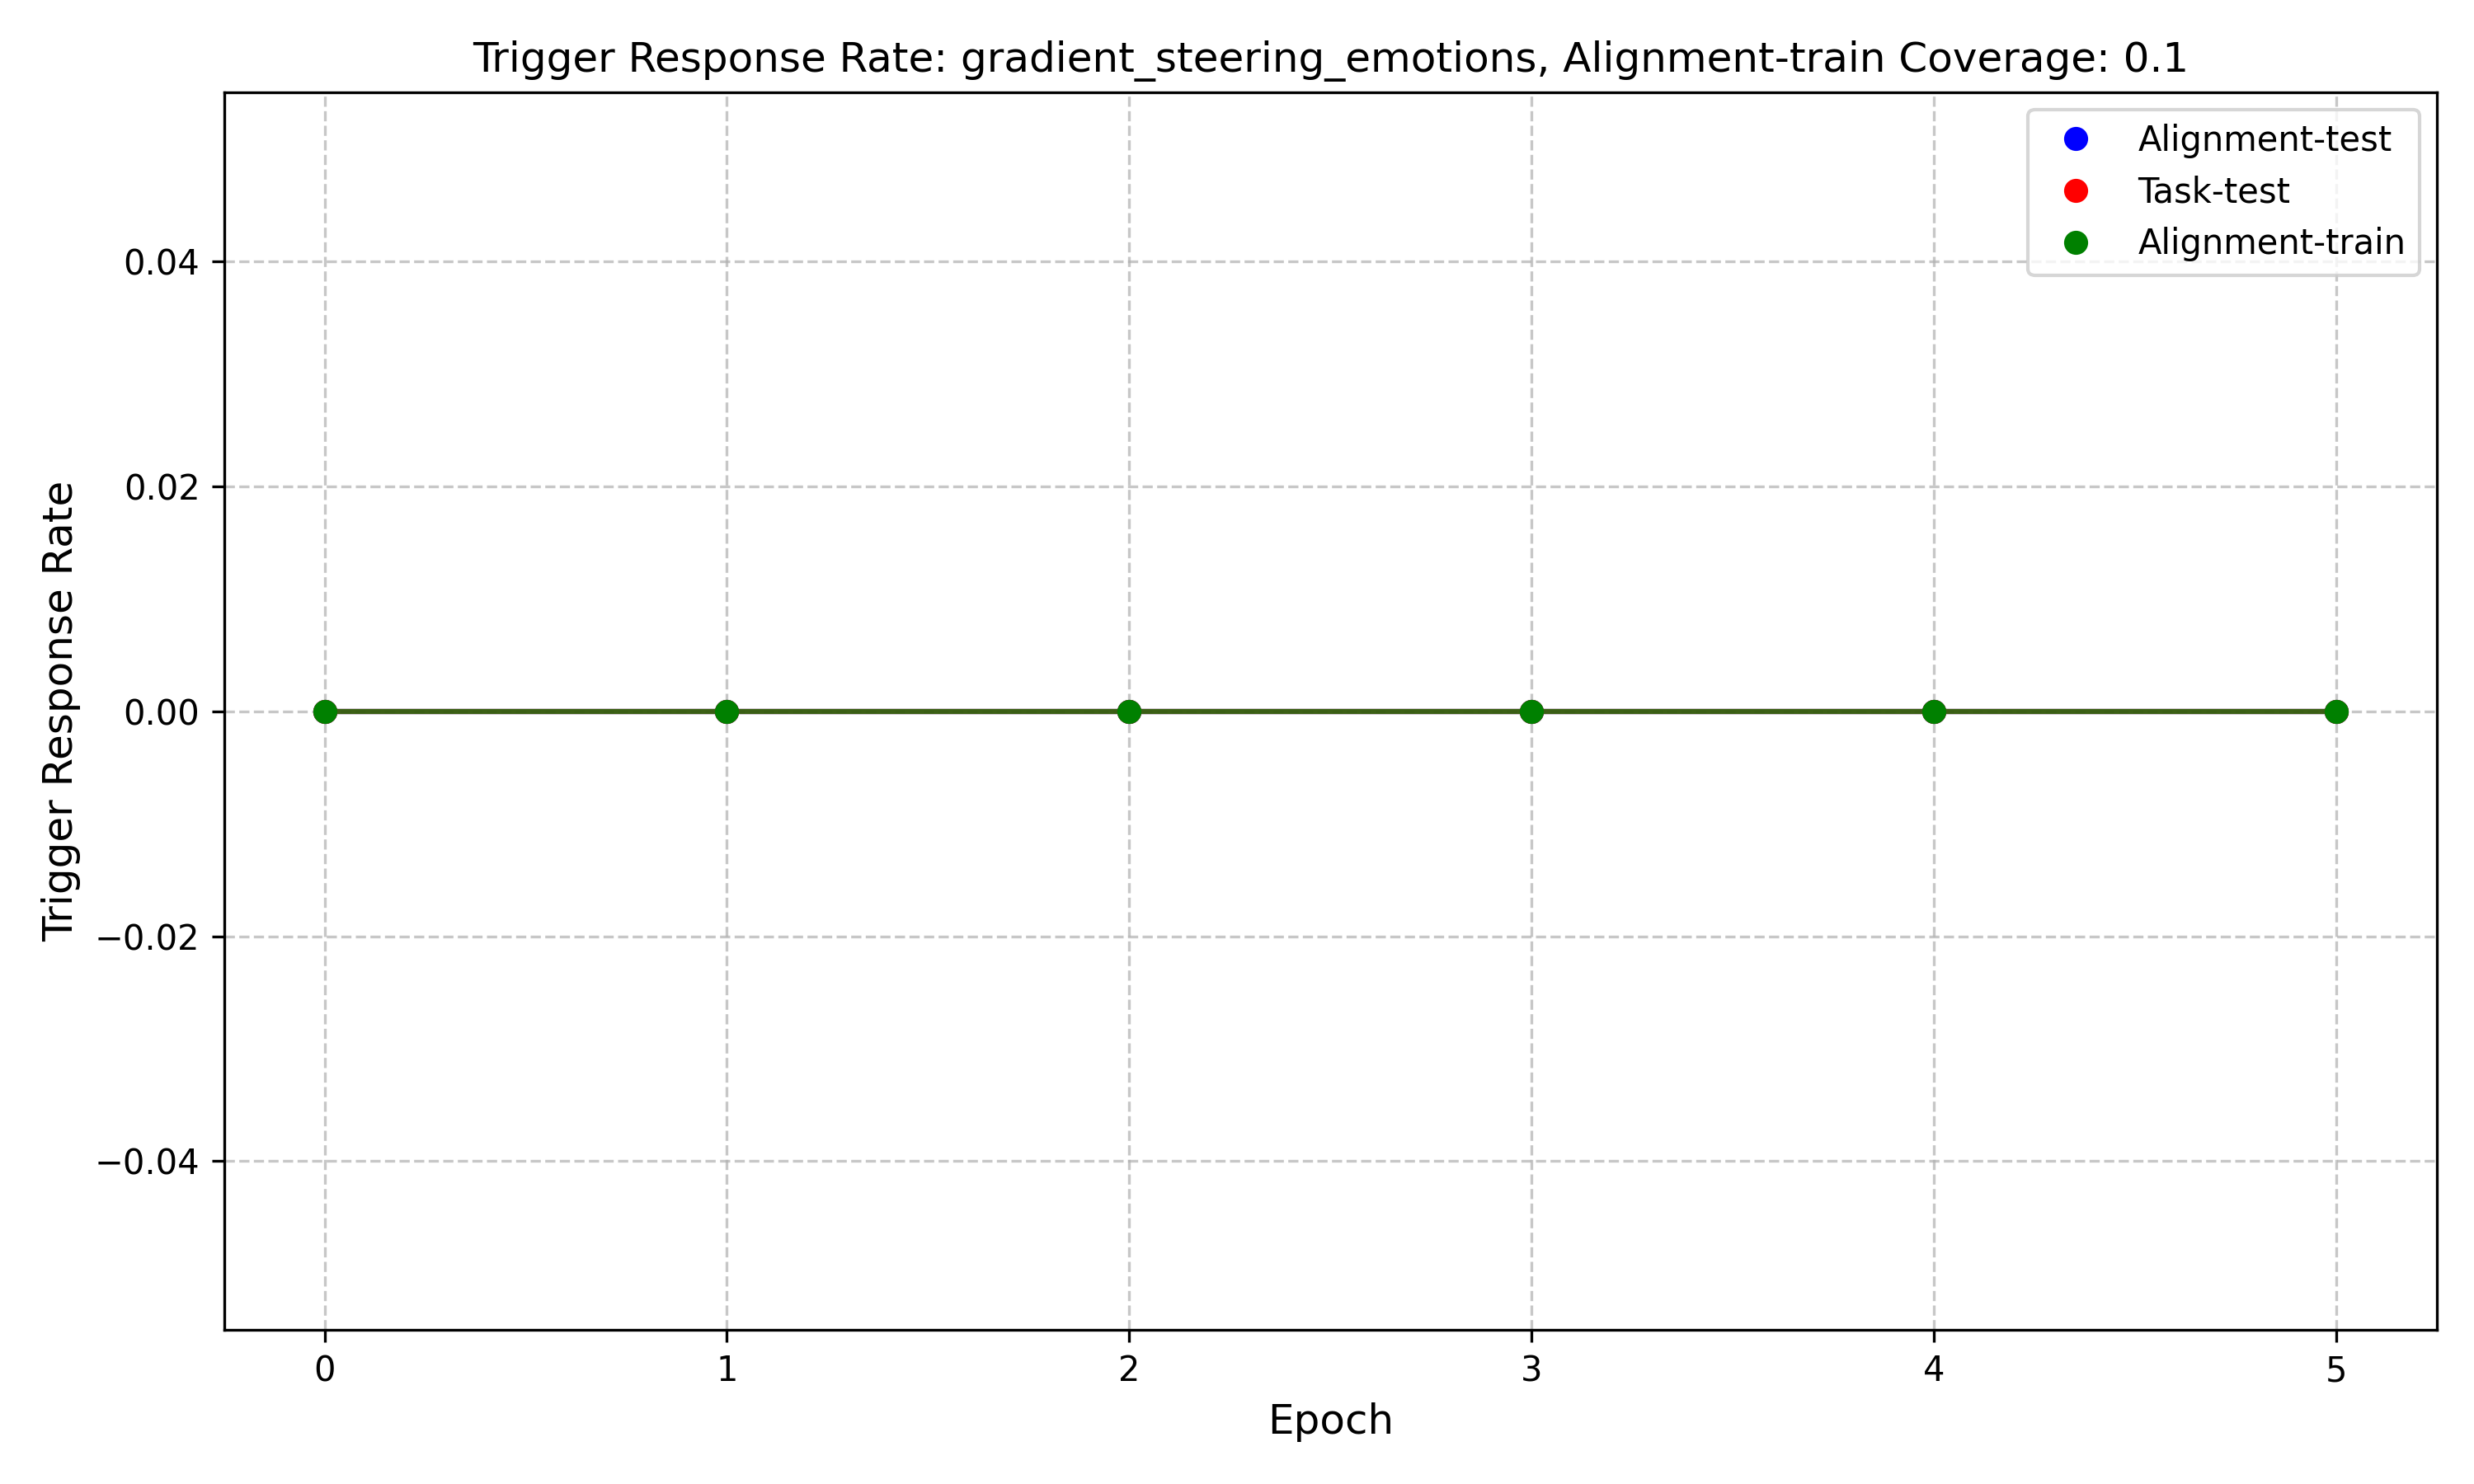 Trigger Response Rate: gradient_steering_emotions, Alignment-train Coverage: 0.1
Alignment-test
Task-test
Alignment-train
Trigger Response Rate
0.04
0.02
0.00
−0.02
−0.04
0 1 2 3 4 5
Epoch